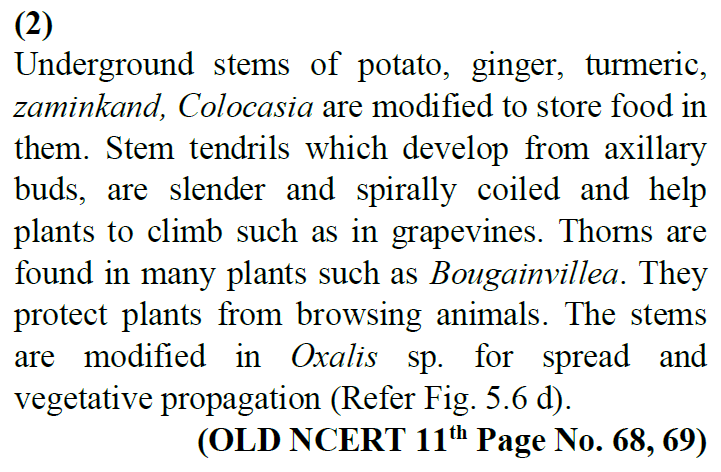 (2)
Underground stems of potato, ginger, turmeric,
zaminkand, Colocasia are modified to store food in
them. Stem tendrils which develop from axillary
buds, are slender and spirally coiled and help
plants to climb such as in grapevines. Thorns are
found in many plants such as Bougainvillea. They
protect plants from browsing animals. The stems
are modified in Oxalis sp. for spread and
vegetative propagation (Refer Fig. 5.6 d).
(OLD NCERT 11th Page No. 68, 69)